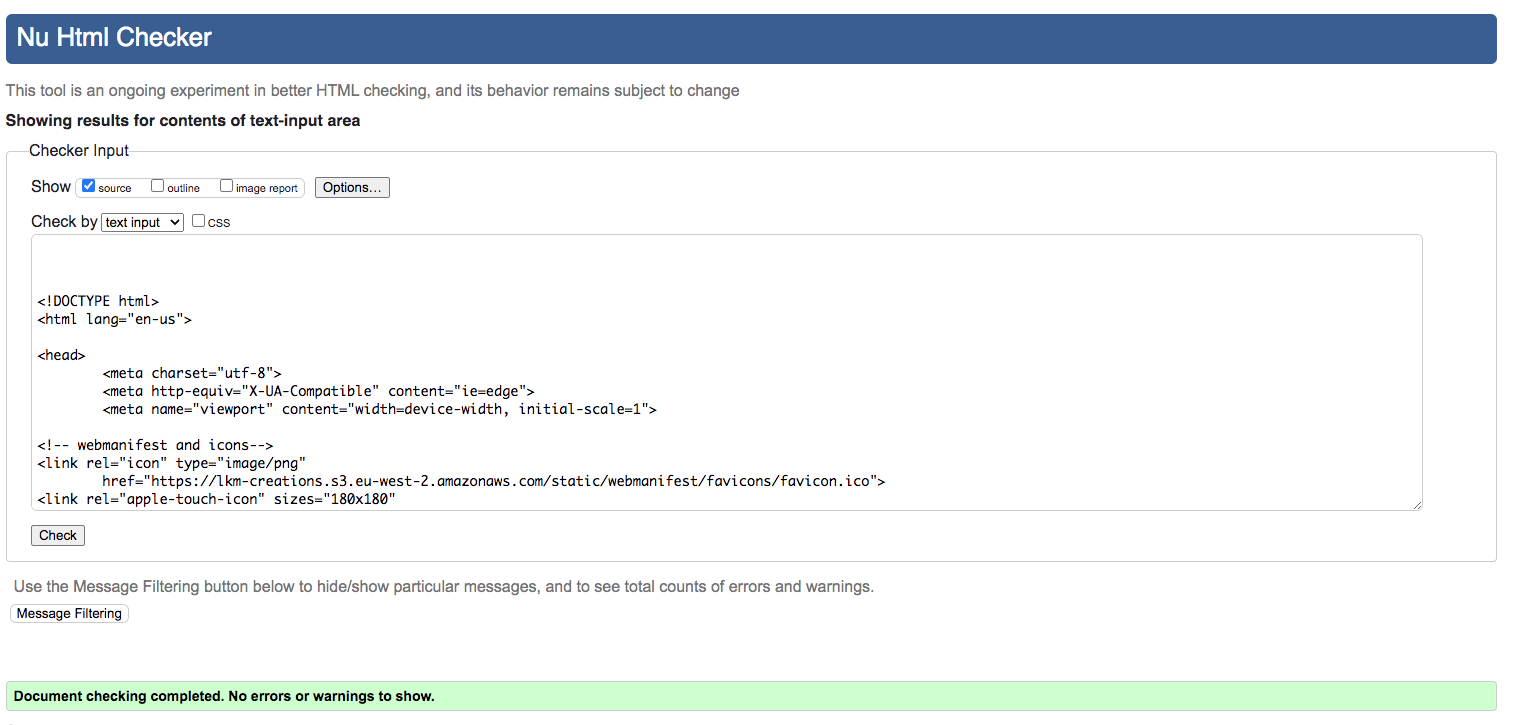 Nu Html Checker
This tool is an ongoing experiment in better HTML checking, and its behavior remains subject to change
Showing results for contents of text-input area
Checker Input
Show source outline image report Options...
Check by text input CSS
<!DOCTYPE html>
<html lang="en-us">
<head>
<meta charset="utf-8">
<meta http-equiv="X-UA-Compatible" content="ie=edge">
<meta name="viewport" content="width=device-width, initial-scale=1">
<!-- webmanifest and icons-->
<link rel="icon" type="image/png"
href="https://lkm-creations.s3.eu-west-2.amazonaws.com/static/webmanifest/favicons/favicon.ico">
<link rel="apple-touch-icon" sizes="180x180"
Check
Use the Message Filtering button below to hide/show particular messages, and to see total counts of errors and warnings.
Message Filtering
Document checking completed. No errors or warnings to show.